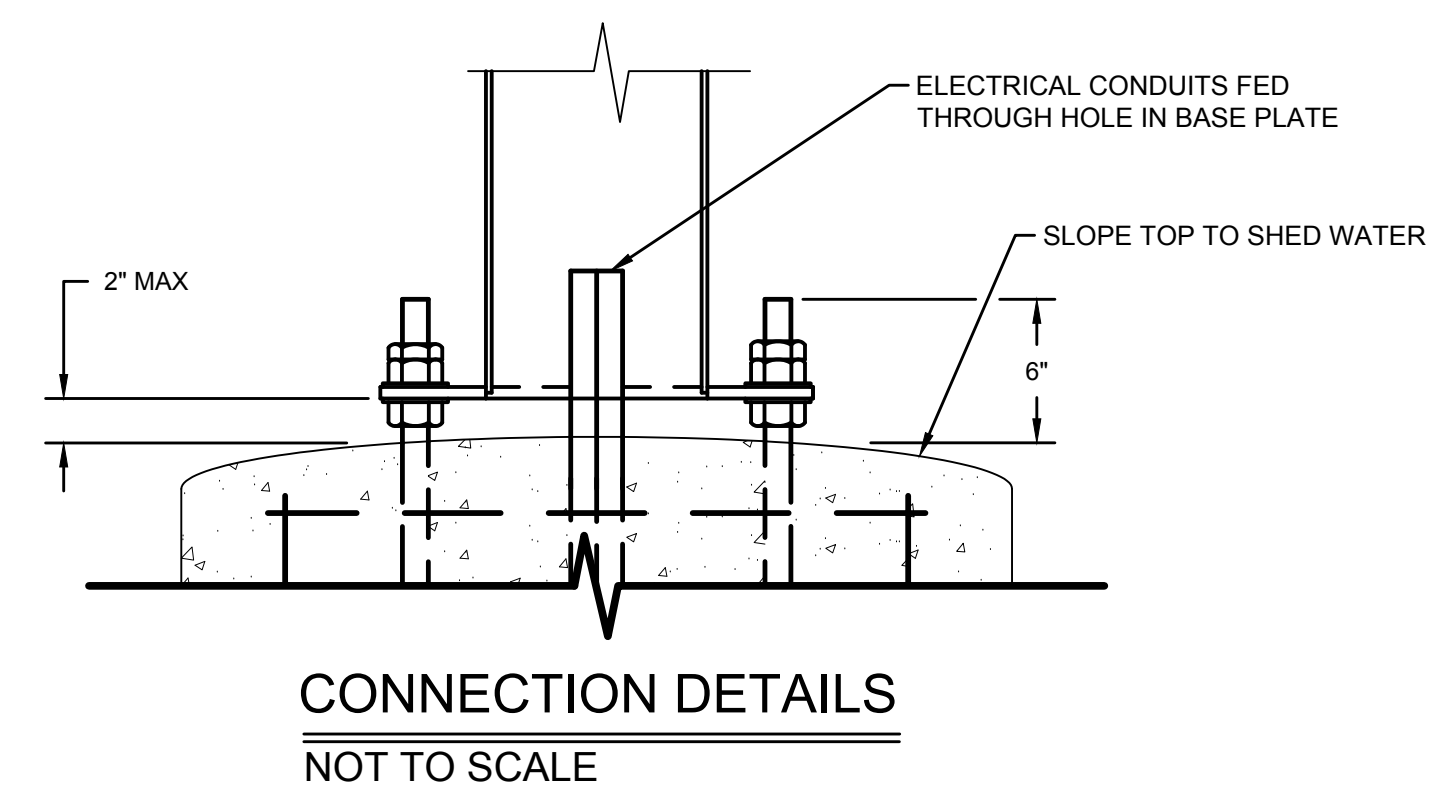 ELECTRICAL CONDUITS FED
THROUGH HOLE IN BASE PLATE
SLOPE TOP TO SHED WATER
2" MAX
6"
CONNECTION DETAILS
NOT TO SCALE